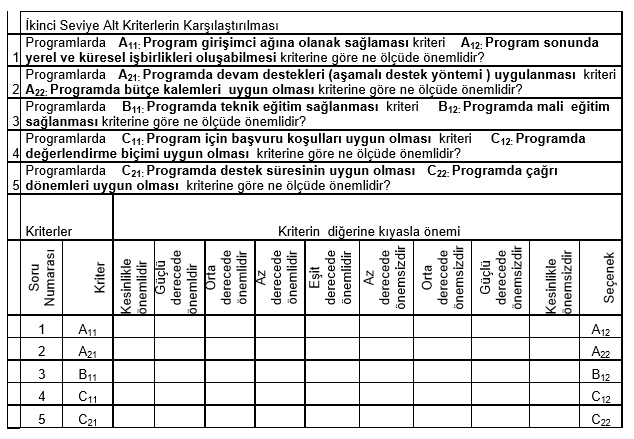 İkinci Seviye Alt Kriterlerin Karşılaştırılması
Programlarda A11: Program girişimci ağına olanak sağlaması kriteri A12: Program sonunda
1 yerel ve küresel işbirlikleri oluşabilmesi kriterine göre ne ölçüde önemlidir?
Programlarda A21: Programda devam destekleri (aşamalı destek yöntemi ) uygulanması kriteri
2 A22: Programda bütçe kalemleri uygun olması kriterine göre ne ölçüde önemlidir?
Programlarda B11: Programda teknik eğitim sağlanması kriteri B12: Programda mali eğitim
3 sağlanması kriterine göre ne ölçüde önemlidir?
Programlarda C11: Program için başvuru koşulları uygun olması kriteri C12: Programda
4 değerlendirme biçimi uygun olması kriterine göre ne ölçüde önemlidir?
Programlarda C21: Programda destek süresinin uygun olması C22: Programda çağrı
5 dönemleri uygun olması kriterine göre ne ölçüde önemlidir?
Kriterler Kriterin diğerine kıyasla önemi
Soru
Numarası
Kriter
Kesinlikle
önemlidir
Güçlü
derecede
önemldir
Orta
derecede
önemlidir
Az
derecede
önemlidir
Eşit
derecede
önemlidir
Az
derecede
önemsizdir
Orta
derecede
önemsizdir
Güçlü
derecede
önemsizdir
Kesinlikle
önemsizdir
Seçenek
1 A11 A12
2 A21 A22
3 B11 B12
4 C11 C12
5 C21 C22